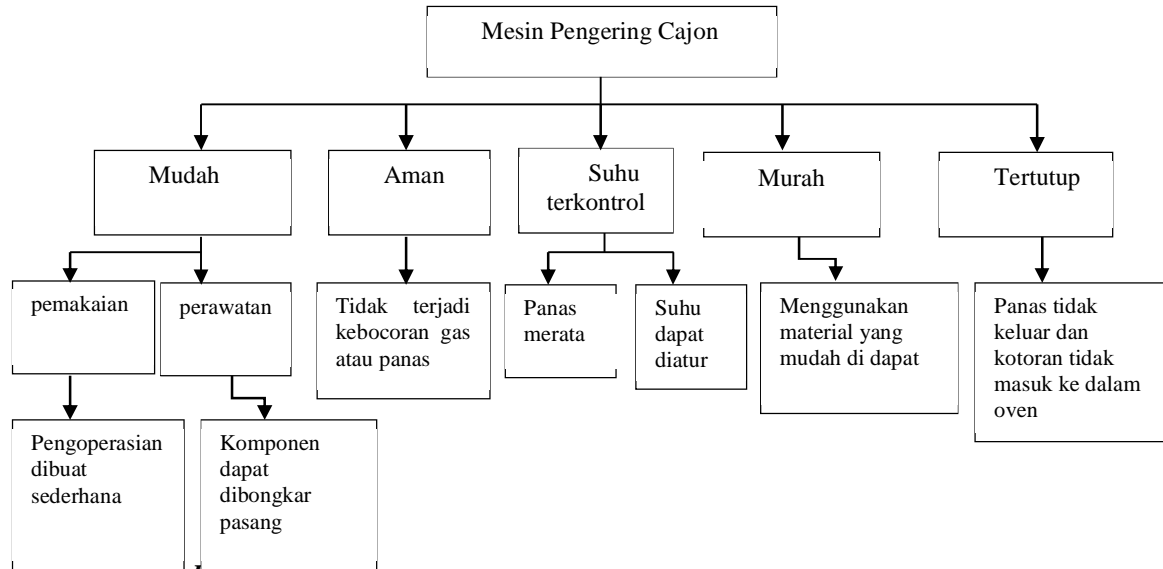 Mesin Pengering Cajon
Mudah
Aman
Suhu
terkontrol
Murah
Tertutup
pemakaian
perawatan
Tidak terjadi
kebocoran gas
atau panas
Panas
merata
Suhu
dapat
diatur
Menggunakan
material yang
mudah di dapat
Panas tidak
keluar dan
kotoran tidak
masuk ke dalam
oven
Pengoperasian
dibuat
sederhana
Komponen
dapat
dibongkar
pasang